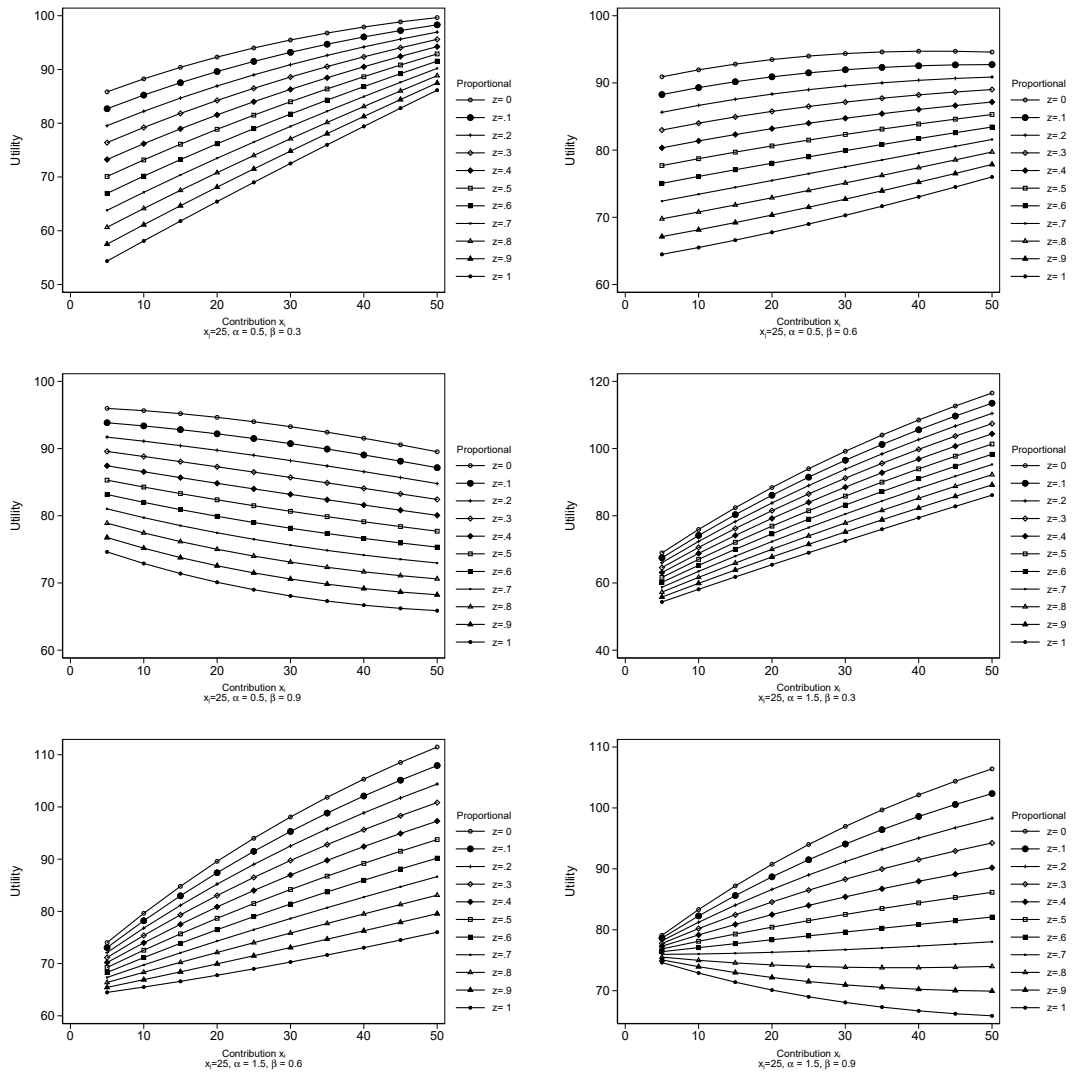 100
90
80
70
60
50
Utility
0 10 20 30 40 50
Contribution xi
xj=25, α = 0.5, β = 0.3
Proportional
z= 0
z=.1
z=.2
z=.3
z=.4
z=.5
z=.6
z=.7
z=.8
z=.9
z= 1
100
90
80
70
60
Utility
0 10 20 30 40 50
Contribution xi
xj=25, α = 0.5, β = 0.6
Proportional
z= 0
z=.1
z=.2
z=.3
z=.4
z=.5
z=.6
z=.7
z=.8
z=.9
z= 1
100
90
80
70
60
Utility
0 10 20 30 40 50
Contribution xi
xj=25, α = 0.5, β = 0.9
Proportional
z= 0
z=.1
z=.2
z=.3
z=.4
z=.5
z=.6
z=.7
z=.8
z=.9
z= 1
120
100
80
60
40
Utility
0 10 20 30 40 50
Contribution xi
xj=25, α = 1.5, β = 0.3
Proportional
z= 0
z=.1
z=.2
z=.3
z=.4
z=.5
z=.6
z=.7
z=.8
z=.9
z= 1
110
100
90
80
70
60
Utility
0 10 20 30 40 50
Contribution xi
xj=25, α = 1.5, β = 0.6
Proportional
z= 0
z=.1
z=.2
z=.3
z=.4
z=.5
z=.6
z=.7
z=.8
z=.9
z= 1
110
100
90
80
70
Utility
0 10 20 30 40 50
Contribution xi
xj=25, α = 1.5, β = 0.9
Proportional
z= 0
z=.1
z=.2
z=.3
z=.4
z=.5
z=.6
z=.7
z=.8
z=.9
z= 1